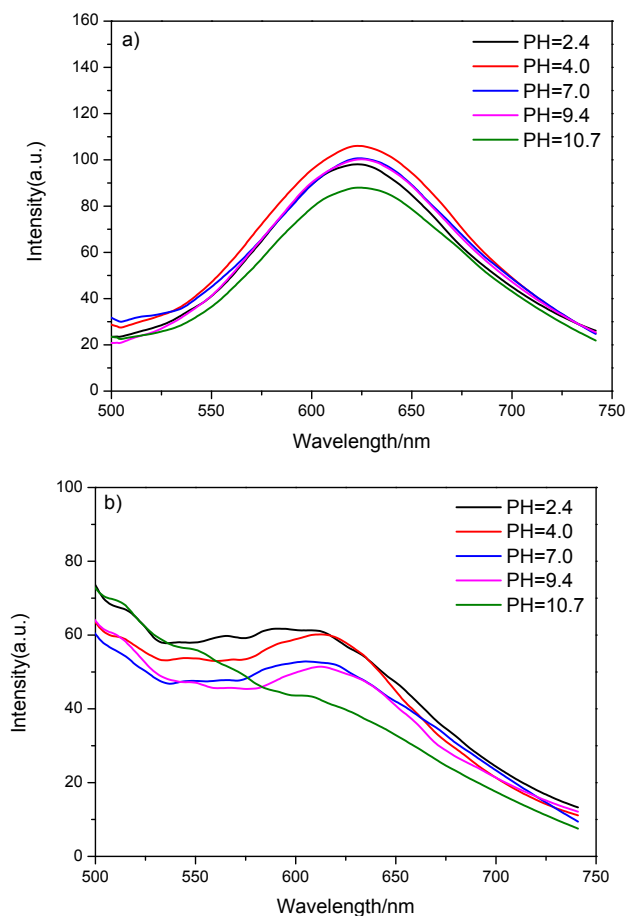 160
a)
PH=2.4
140
PH=4.0
PH=7.0
120
PH=9.4
PH=10.7
100
80
60
40
20
0
Intensity(a.u.)
500 550 600 650 700 750
Wavelength/nm
100
b)
PH=2.4
PH=4.0
80
PH=7.0
PH=9.4
PH=10.7
60
40
20
0
Intensity(a.u.)
500 550 600 650 700 750
Wavelength/nm